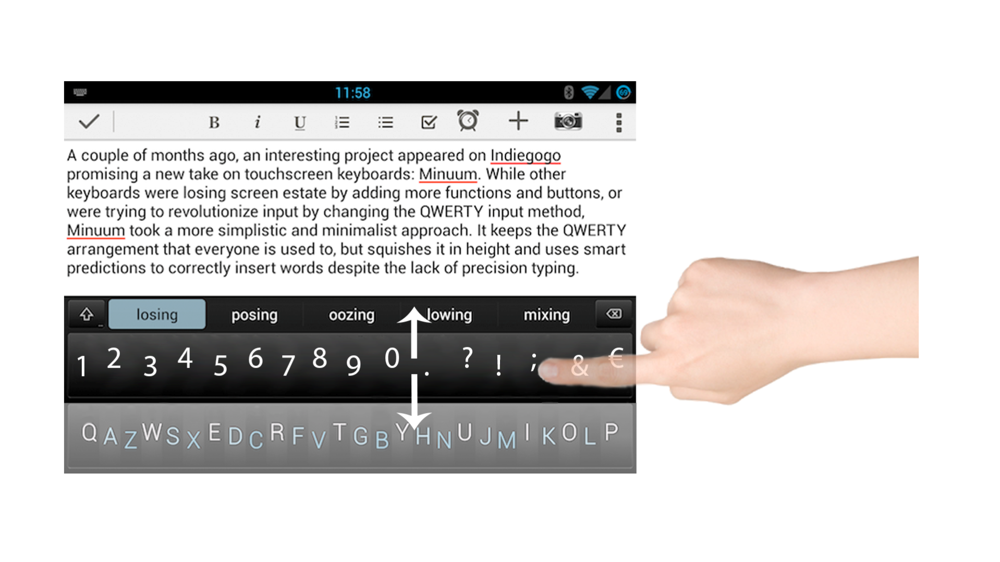 11:58
69
B i U
A couple of months ago, an interesting project appeared on Indiegogo
promising a new take on touchscreen keyboards: Minuum. While other
keyboards were losing screen estate by adding more functions and buttons, or
were trying to revolutionize input by changing the QWERTY input method,
Minuum took a more simplistic and minimalist approach. It keeps the QWERTY
arrangement that everyone is used to, but squishes it in height and uses smart
predictions to correctly insert words despite the lack of precision typing.
losing posing oozing lowing mixing
1 2 3 4 5 6 7 8 9 0 . ? ! ; & €
Q A Z W S X E D C R F V T G B Y H N U J M I K O L P